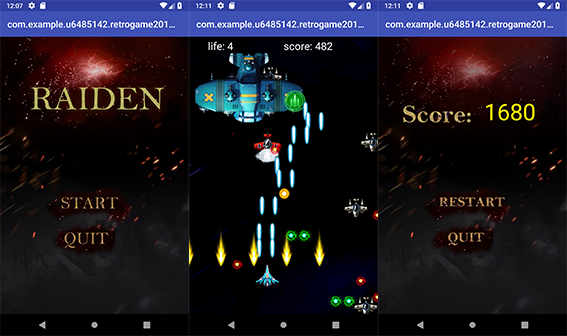 12:07
com.example.u6485142.retrogame201...
RAIDEN
START
QUIT
12:11
com.example.u6485142.retrogame201...
life: 4 score: 482
12:11
com.example.u6485142.retrogame201...
Score: 1680
RESTART
QUIT